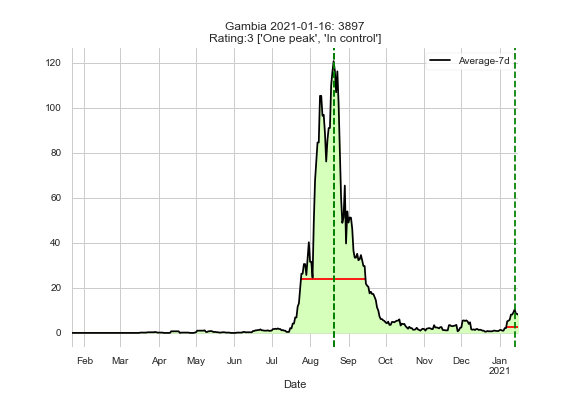 Gambia 2021-01-16: 3897
Rating:3 ['One peak', 'In control']
Average-7d
120
100
80
60
40
20
0
Feb Mar Apr May Jun Jul Aug Sep Oct Nov Dec Jan
2021
Date